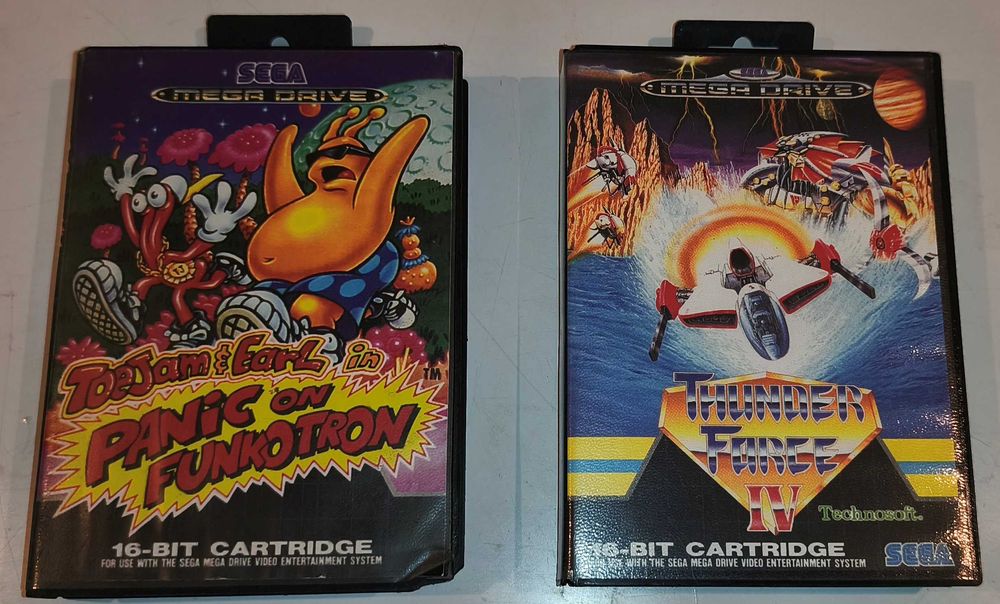 SEGA
MEGA DRIVE
ToeJam & Earl in
TM
PANIC ON
FUNKOTRON
16-BIT CARTRIDGE
FOR USE WITH THE SEGA MEGA DRIVE VIDEO ENTERTAINMENT SYSTEM
MEGA DRIVE
THUNDER
FORCE
IV
Technosoft.
16-BIT CARTRIDGE
FOR USE WITH THE SEGA MEGA DRIVE VIDEO ENTERTAINMENT SYSTEM
SEGA